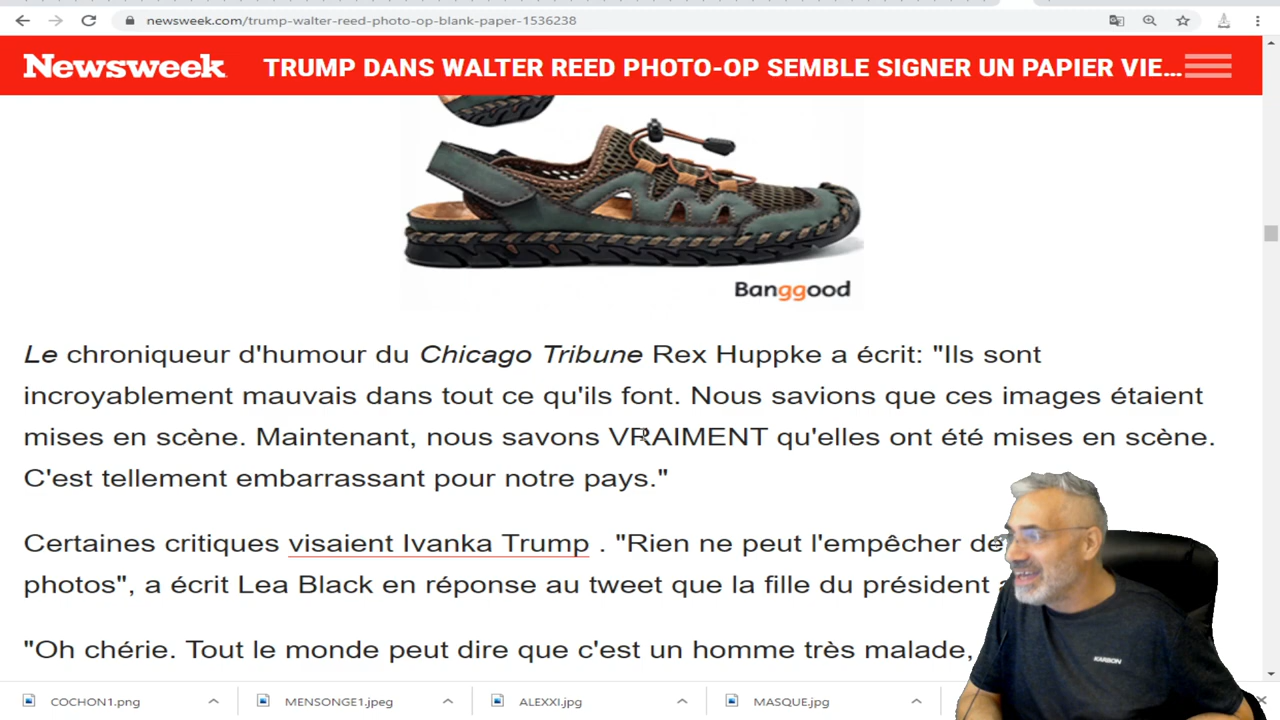 newsweek.com/trump-walter-reed-photo-op-blank-paper-1536238
Newsweek
TRUMP DANS WALTER REED PHOTO-OP SEMBLE SIGNER UN PAPIER VIE...
Banggood
Le chroniqueur d'humour du Chicago Tribune Rex Huppke a écrit: "Ils sont
incroyablement mauvais dans tout ce qu'ils font. Nous savions que ces images étaient
mises en scène. Maintenant, nous savons VRAIMENT qu'elles ont été mises en scène.
C'est tellement embarrassant pour notre pays."
Certaines critiques visaient Ivanka Trump . "Rien ne peut l'empêcher de
photos", a écrit Lea Black en réponse au tweet que la fille du président
"Oh chérie. Tout le monde peut dire que c'est un homme très malade,
KARBON
COCHON1.png
MENSONGE1.jpeg
ALEXXI.jpg
MASQUE.jpg